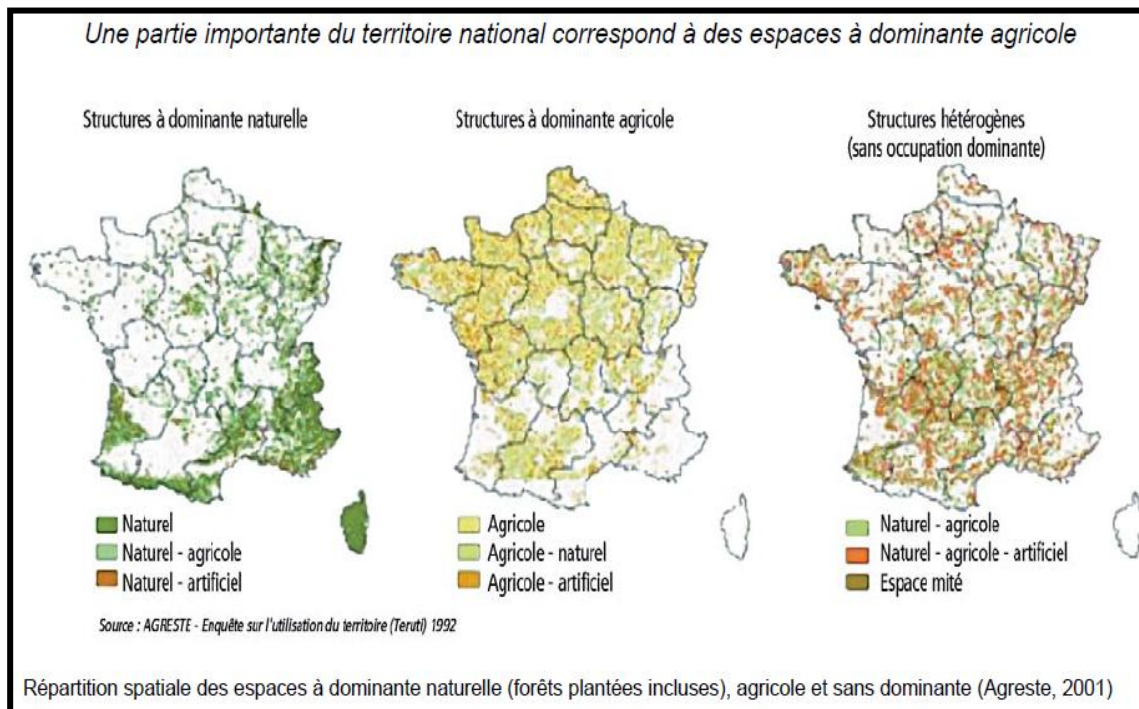 Une partie importante du territoire national correspond à des espaces à dominante agricole
Structures à dominante naturelle
Structures à dominante agricole
Structures hétérogènes
(sans occupation dominante)
Naturel
Naturel - agricole
Naturel - artificiel
Agricole
Agricole - naturel
Agricole - artificiel
Naturel - agricole
Naturel - agricole - artificiel
Espace mité
Source : AGRESTE - Enquête sur l'utilisation du territoire (Teruti) 1992
Répartition spatiale des espaces à dominante naturelle (forêts plantées incluses), agricole et sans dominante (Agreste, 2001)